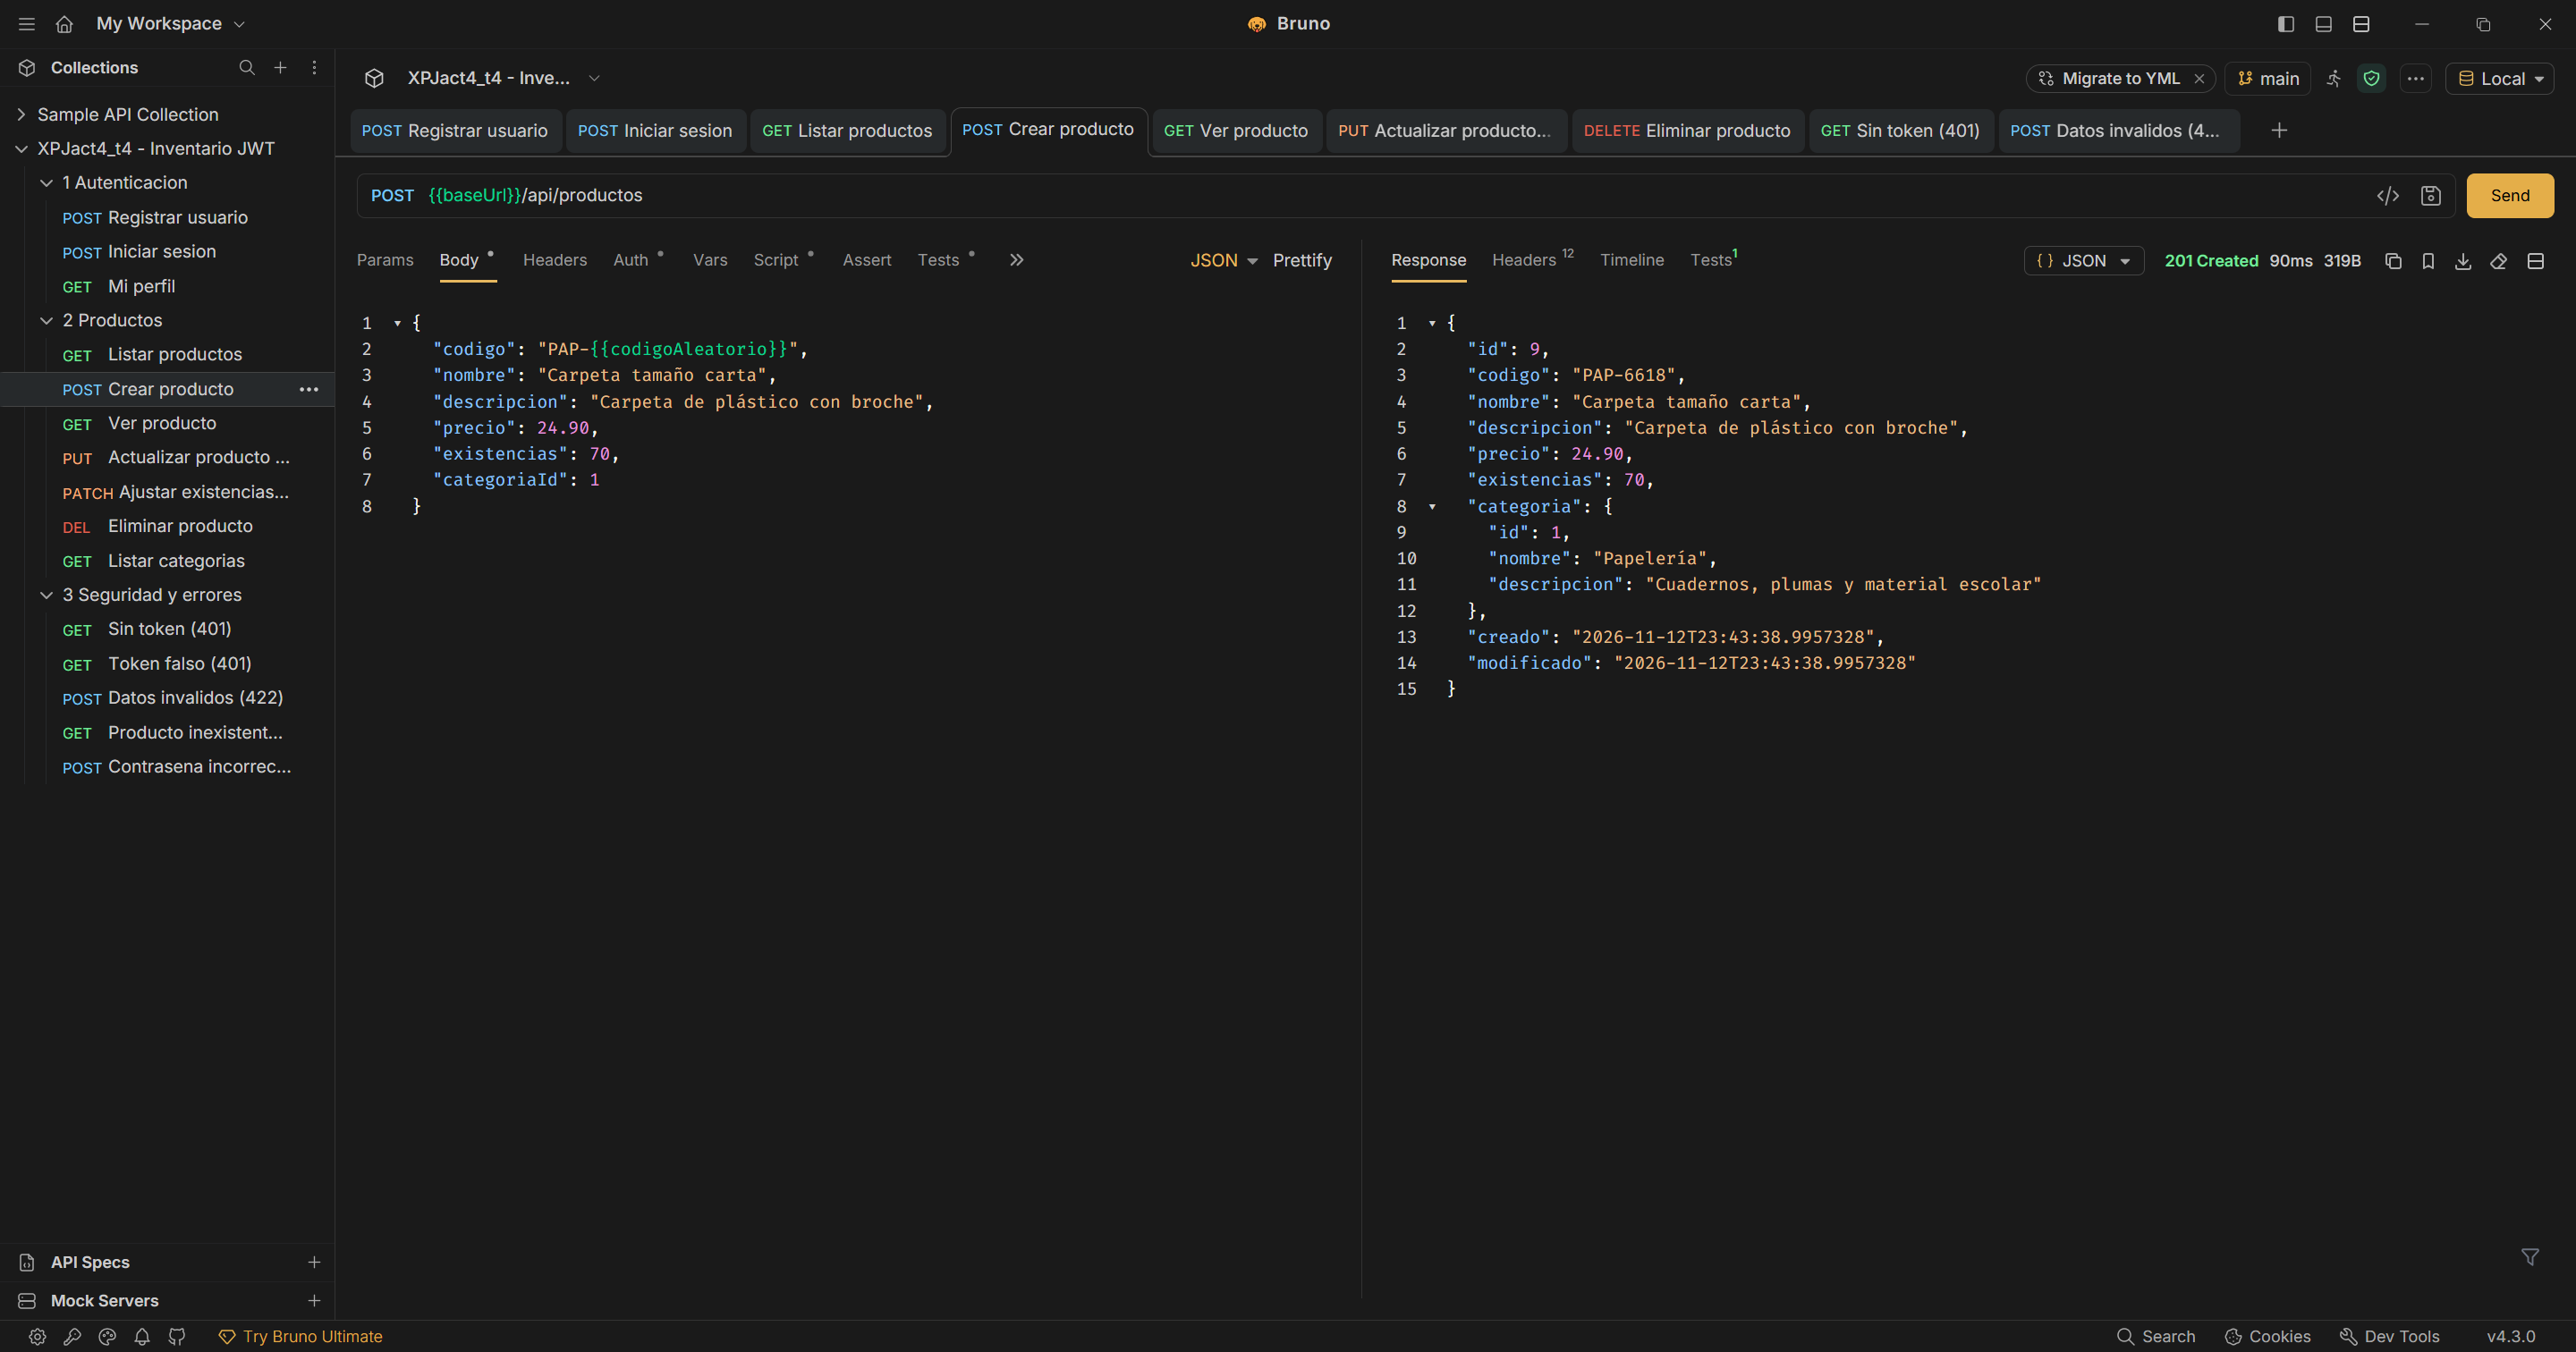 My Workspace
Bruno
Collections
Sample API Collection
XPJact4_t4 - Inventario JWT
1 Autenticacion
POST Registrar usuario
POST Iniciar sesion
GET Mi perfil
2 Productos
GET Listar productos
POST Crear producto
GET Ver producto
PUT Actualizar producto ...
PATCH Ajustar existencias...
DEL Eliminar producto
GET Listar categorias
3 Seguridad y errores
GET Sin token (401)
GET Token falso (401)
POST Datos invalidos (422)
GET Producto inexistent...
POST Contrasena incorrec...
API Specs
Mock Servers
XPJact4_t4 - Inve...
Migrate to YML
main
Local
POST Registrar usuario
POST Iniciar sesion
GET Listar productos
POST Crear producto
GET Ver producto
PUT Actualizar producto...
DELETE Eliminar producto
GET Sin token (401)
POST Datos invalidos (4...
POST {{baseUrl}}/api/productos
Send
Params Body Headers Auth Vars Script Assert Tests
JSON Prettify
1 {
2 "codigo": "PAP-{{codigoAleatorio}}",
3 "nombre": "Carpeta tamaño carta",
4 "descripcion": "Carpeta de plástico con broche",
5 "precio": 24.90,
6 "existencias": 70,
7 "categoriaId": 1
8 }
Response Headers 12 Timeline Tests 1
{ } JSON 201 Created 90ms 319B
1 {
2 "id": 9,
3 "codigo": "PAP-6618",
4 "nombre": "Carpeta tamaño carta",
5 "descripcion": "Carpeta de plástico con broche",
6 "precio": 24.90,
7 "existencias": 70,
8 "categoria": {
9 "id": 1,
10 "nombre": "Papelería",
11 "descripcion": "Cuadernos, plumas y material escolar"
12 },
13 "creado": "2026-11-12T23:43:38.9957328",
14 "modificado": "2026-11-12T23:43:38.9957328"
15 }
Try Bruno Ultimate
Search
Cookies
Dev Tools
v4.3.0